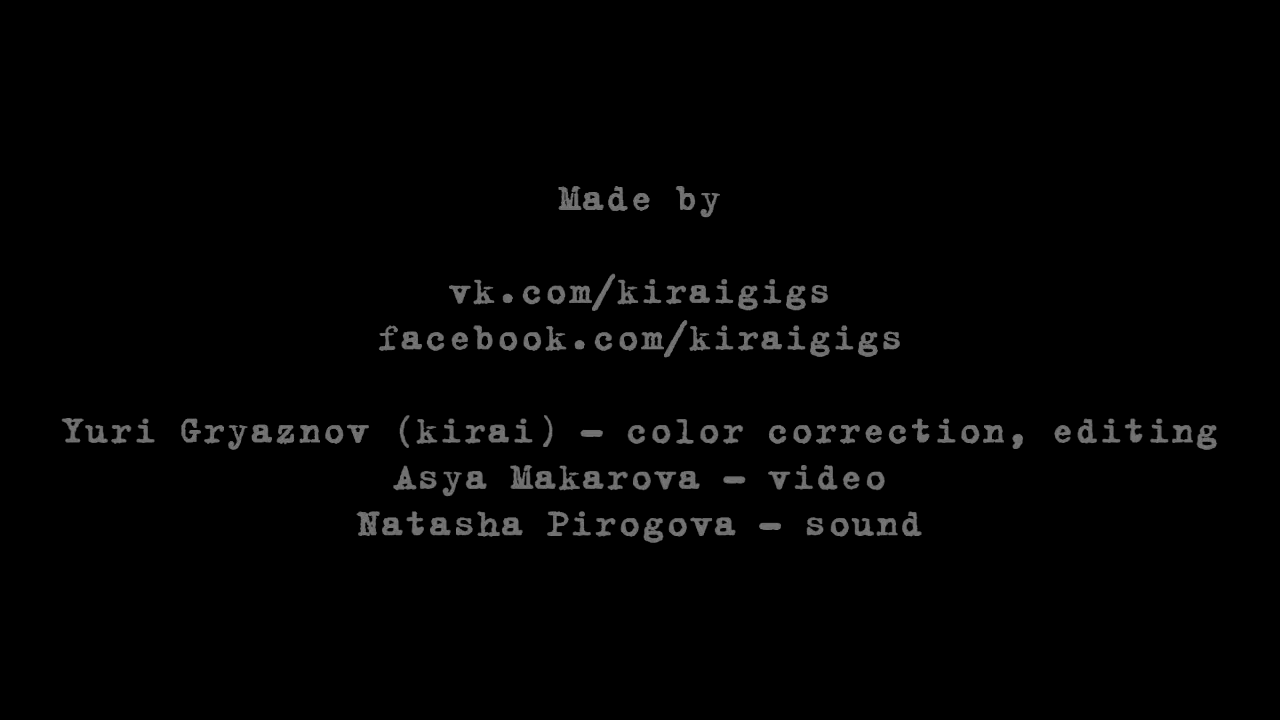 Made by
vk.com/kiraigigs
facebook.com/kiraigigs
Yuri Gryaznov (kirai) – color correction, editing
Asya Makarova – video
Natasha Pirogova – sound